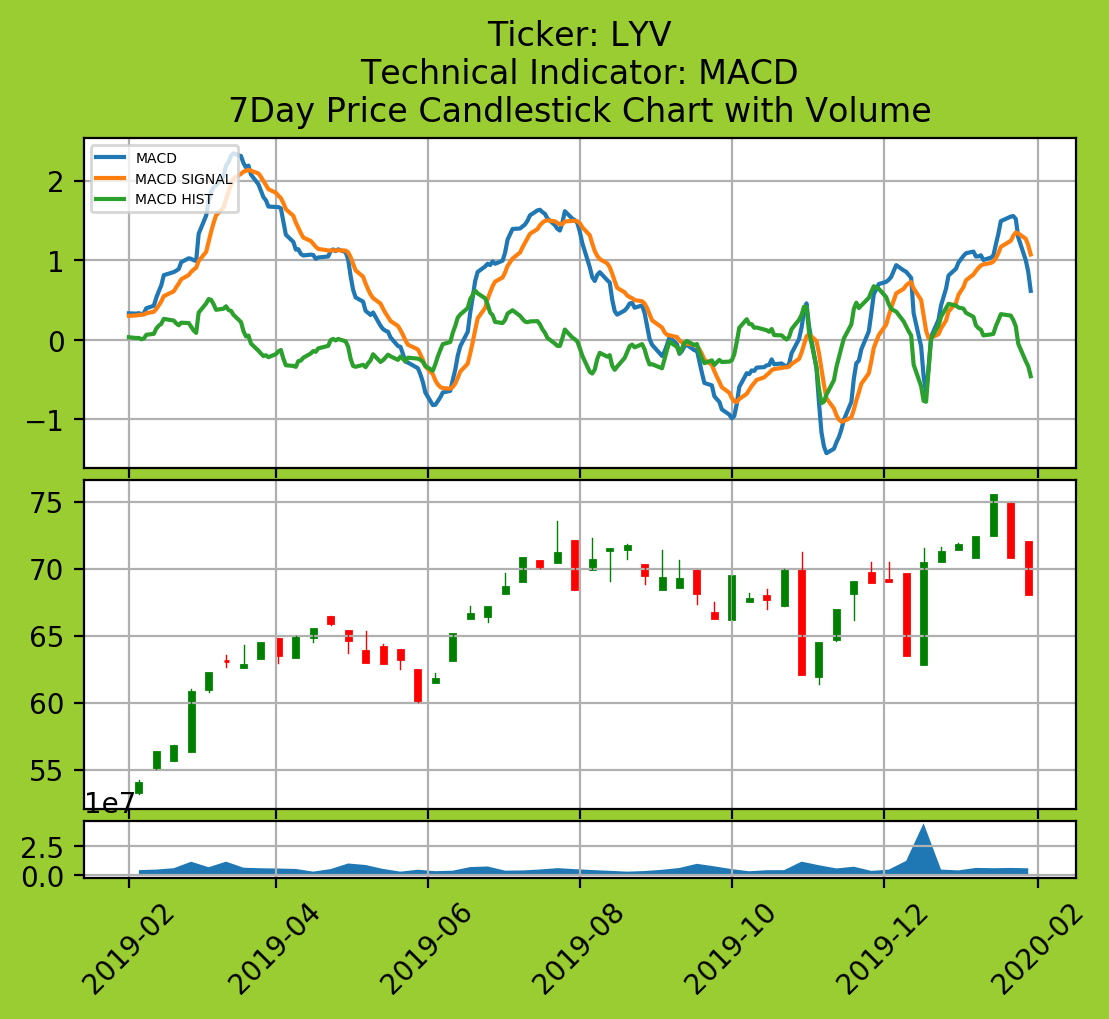 Ticker: LYV
Technical Indicator: MACD
7Day Price Candlestick Chart with Volume
MACD
MACD SIGNAL
MACD HIST
2
1
0
−1
75
70
65
60
55
1e7
2.5
0.0
2019-02
2019-04
2019-06
2019-08
2019-10
2019-12
2020-02